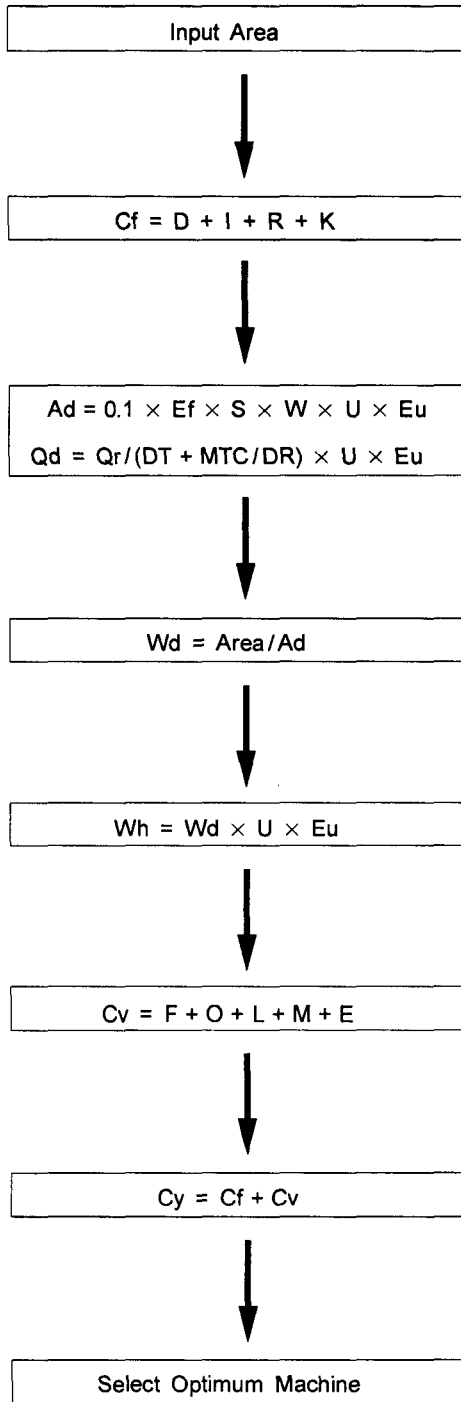 Input Area
Cf = D + I + R + K
Ad = 0.1 × Ef × S × W × U × Eu
Qd = Qr/(DT + MTC/DR) × U × Eu
Wd = Area/Ad
Wh = Wd × U × Eu
Cv = F + O + L + M + E
Cy = Cf + Cv
Select Optimum Machine